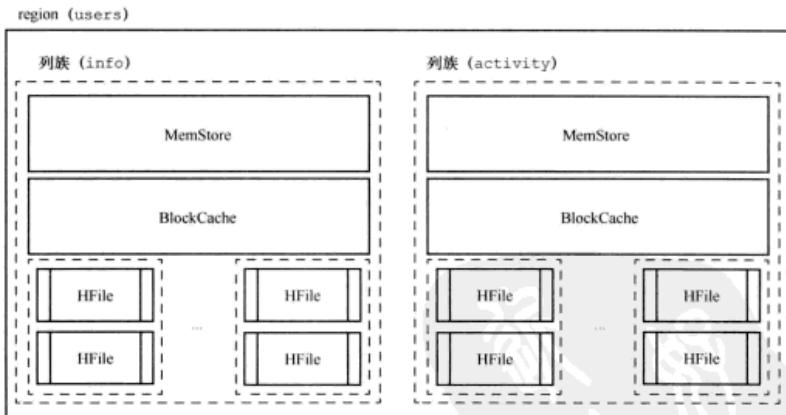 region (users)
列族 (info)
MemStore
BlockCache
HFile
HFile
...
HFile
HFile
列族 (activity)
MemStore
BlockCache
HFile
HFile
...
HFile
HFile